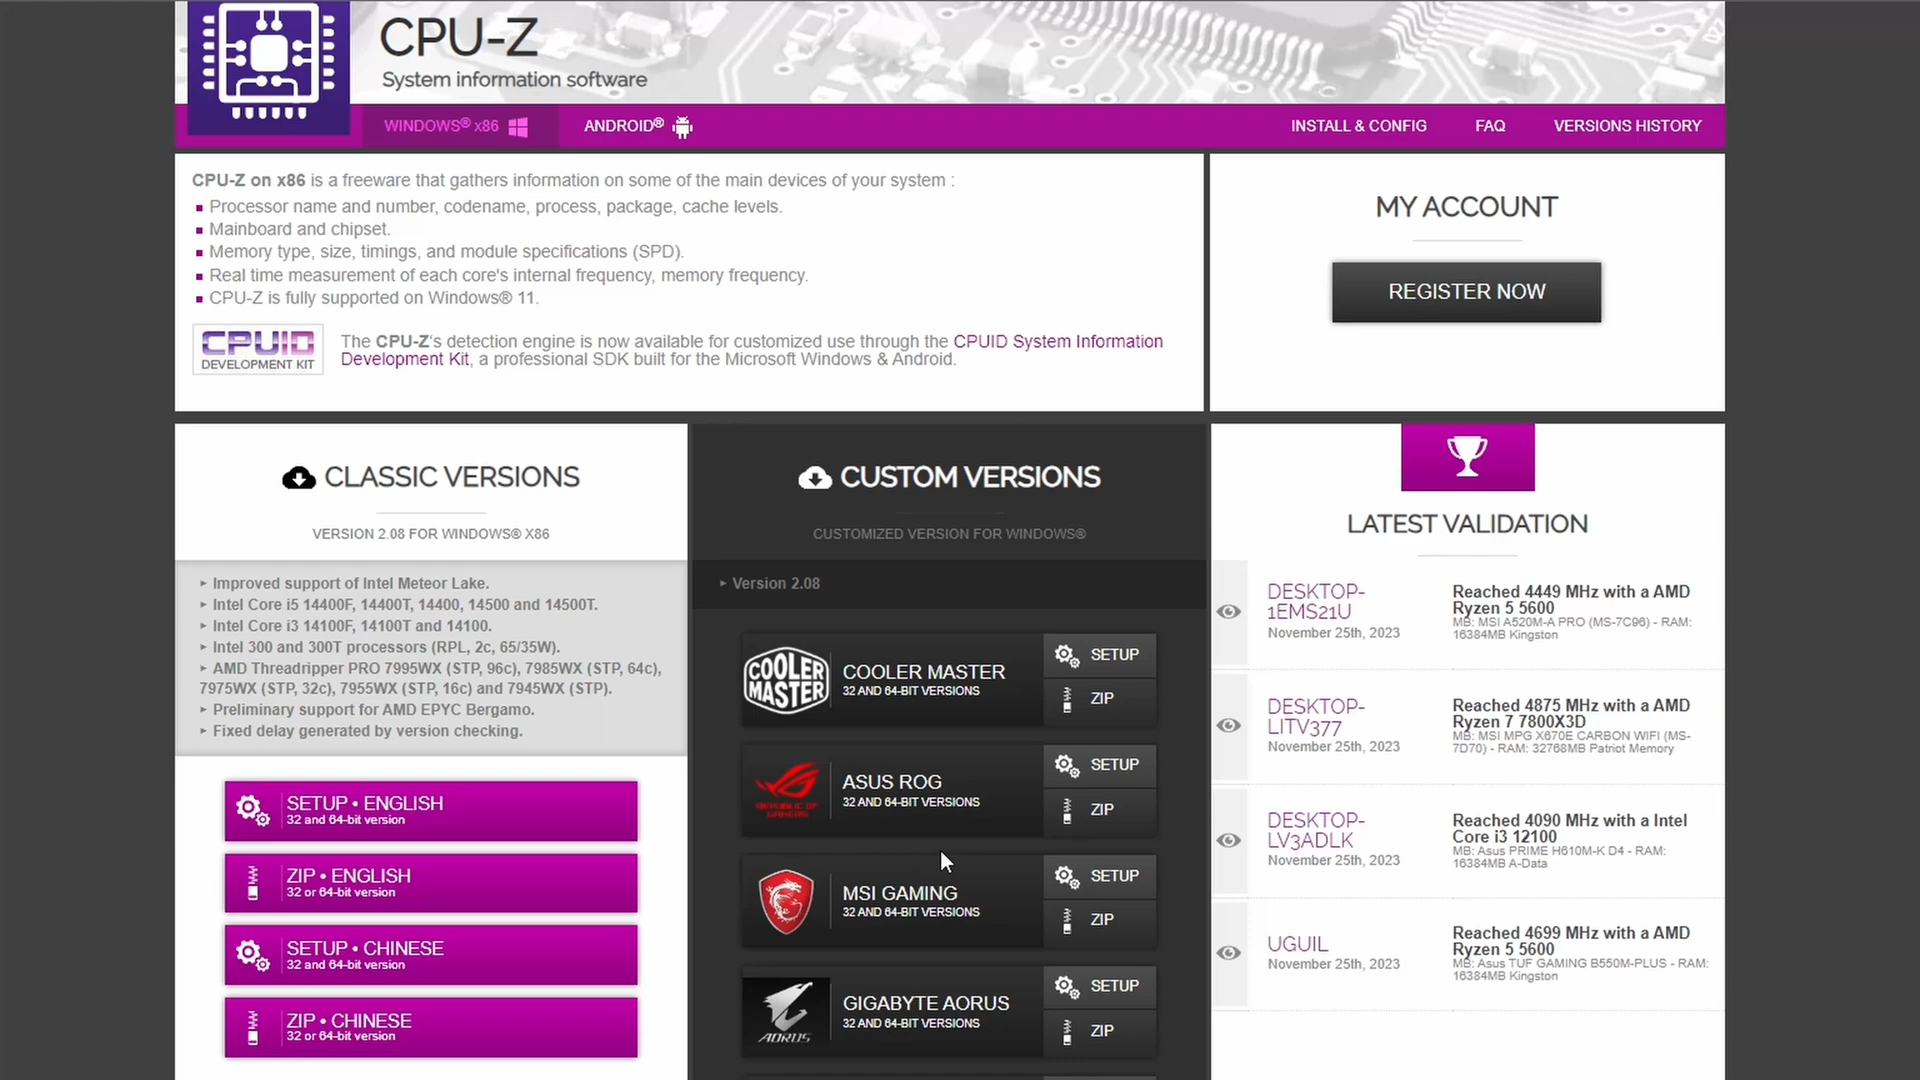 CPU-Z
System information software
WINDOWS® x86
ANDROID®
INSTALL & CONFIG
FAQ
VERSIONS HISTORY
CPU-Z on x86 is a freeware that gathers information on some of the main devices of your system :
Processor name and number, codename, process, package, cache levels.
Mainboard and chipset.
Memory type, size, timings, and module specifications (SPD).
Real time measurement of each core's internal frequency, memory frequency.
CPU-Z is fully supported on Windows® 11.
CPUID
DEVELOPMENT KIT
The CPU-Z's detection engine is now available for customized use through the CPUID System Information
Development Kit, a professional SDK built for the Microsoft Windows & Android.
MY ACCOUNT
REGISTER NOW
CLASSIC VERSIONS
VERSION 2.08 FOR WINDOWS® X86
▸ Improved support of Intel Meteor Lake.
▸ Intel Core i5 14400F, 14400T, 14400, 14500 and 14500T.
▸ Intel Core i3 14100F, 14100T and 14100.
▸ Intel 300 and 300T processors (RPL, 2c, 65/35W).
▸ AMD Threadripper PRO 7995WX (STP, 96c), 7985WX (STP, 64c),
7975WX (STP, 32c), 7955WX (STP, 16c) and 7945WX (STP).
▸ Preliminary support for AMD EPYC Bergamo.
▸ Fixed delay generated by version checking.
SETUP • ENGLISH
32 and 64-bit version
ZIP • ENGLISH
32 or 64-bit version
SETUP • CHINESE
32 and 64-bit version
ZIP • CHINESE
32 or 64-bit version
CUSTOM VERSIONS
CUSTOMIZED VERSION FOR WINDOWS®
▸ Version 2.08
COOLER
MASTER
COOLER MASTER
32 AND 64-BIT VERSIONS
SETUP
ZIP
REPUBLIC OF
GAMERS
ASUS ROG
32 AND 64-BIT VERSIONS
SETUP
ZIP
MSI GAMING
32 AND 64-BIT VERSIONS
SETUP
ZIP
AORUS
GIGABYTE AORUS
32 AND 64-BIT VERSIONS
SETUP
ZIP
LATEST VALIDATION
DESKTOP-
1EMS21U
November 25th, 2023
Reached 4449 MHz with a AMD
Ryzen 5 5600
MB: MSI A520M-A PRO (MS-7C96) - RAM:
16384MB Kingston
DESKTOP-
LITV377
November 25th, 2023
Reached 4875 MHz with a AMD
Ryzen 7 7800X3D
MB: MSI MPG X670E CARBON WIFI (MS-
7D70) - RAM: 32768MB Patriot Memory
DESKTOP-
LV3ADLK
November 25th, 2023
Reached 4090 MHz with a Intel
Core i3 12100
MB: Asus PRIME H610M-K D4 - RAM:
16384MB A-Data
UGUIL
November 25th, 2023
Reached 4699 MHz with a AMD
Ryzen 5 5600
MB: Asus TUF GAMING B550M-PLUS - RAM:
16384MB Kingston